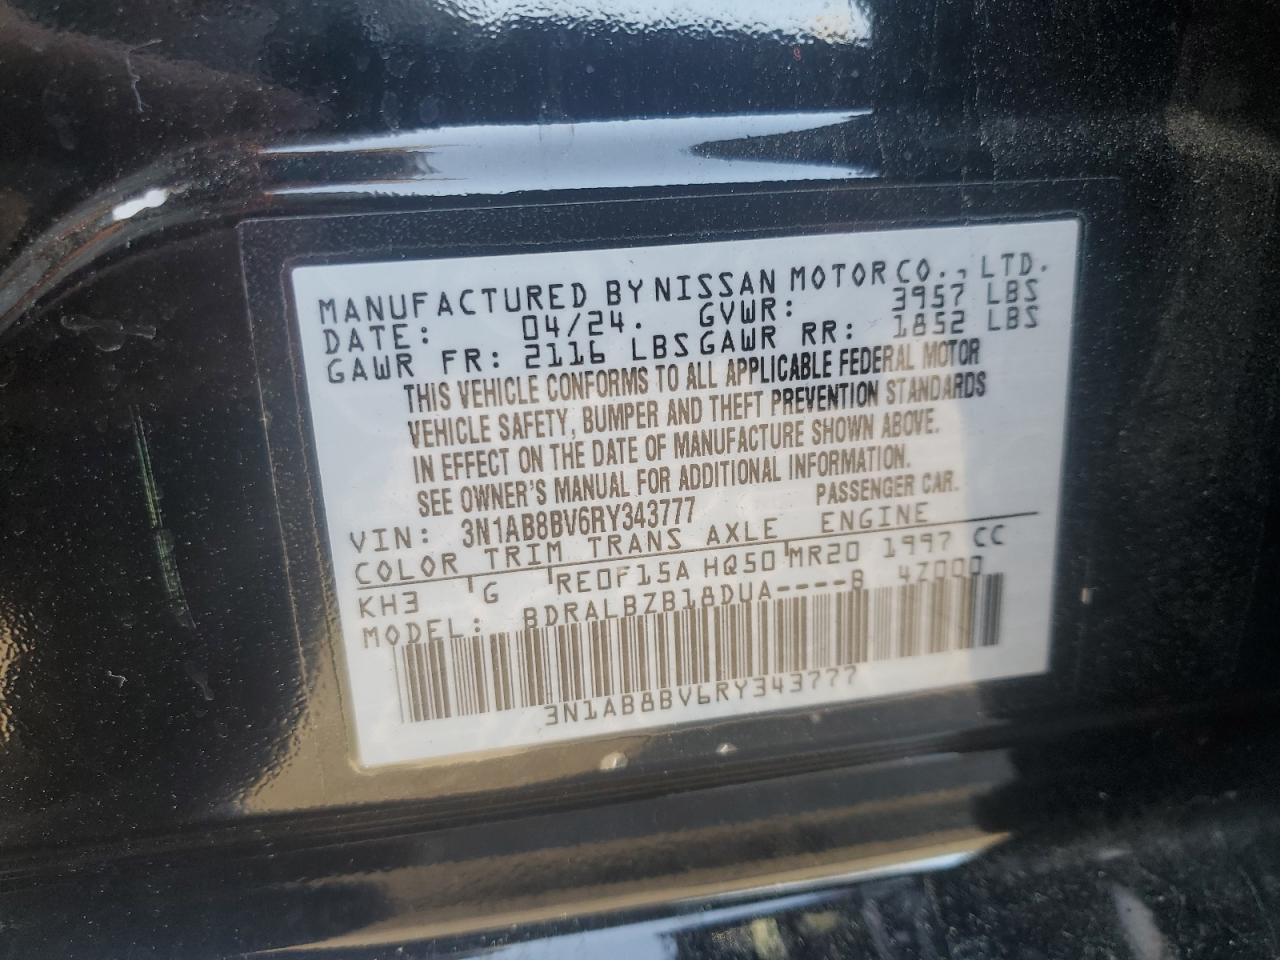 MANUFACTURED BY NISSAN MOTOR CO., LTD.
DATE: 04/24. GVWR: 3957 LBS
GAWR FR: 2116 LBS GAWR RR: 1852 LBS
THIS VEHICLE CONFORMS TO ALL APPLICABLE FEDERAL MOTOR
VEHICLE SAFETY, BUMPER AND THEFT PREVENTION STANDARDS
IN EFFECT ON THE DATE OF MANUFACTURE SHOWN ABOVE.
SEE OWNER'S MANUAL FOR ADDITIONAL INFORMATION.
VIN: 3N1AB8BV6RY343777 PASSENGER CAR.
COLOR TRIM TRANS AXLE ENGINE
KH3 G RE0F15A HQ50 MR20 1997 CC
MODEL: BDRALBZB18DUA----B 4Z000
3N1AB8BV6RY343777